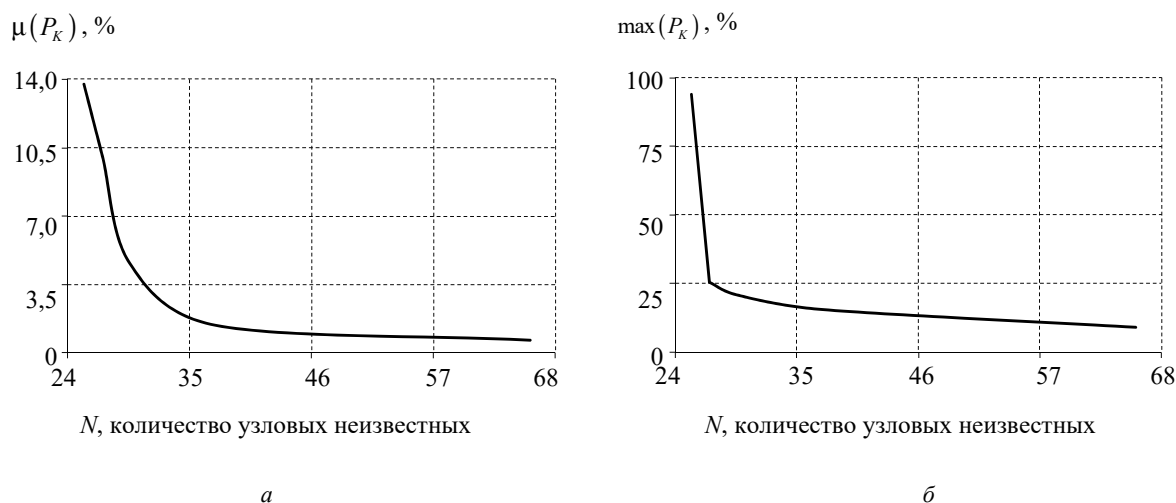 μ(P_K), %
14,0
10,5
7,0
3,5
0
24 35 46 57 68
N, количество узловых неизвестных
а
max(P_K), %
100
75
50
25
0
24 35 46 57 68
N, количество узловых неизвестных
б